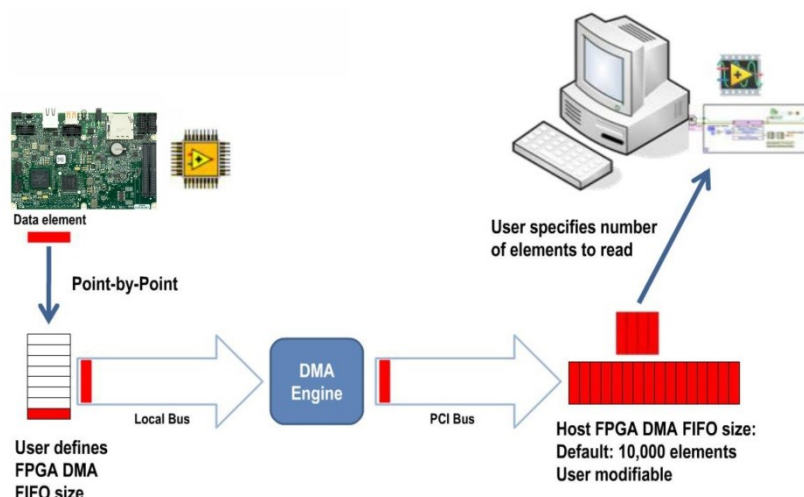 Data element
Point-by-Point
User specifies number
of elements to read
DMA
Engine
Local Bus
PCI Bus
User defines
FPGA DMA
FIFO size
Host FPGA DMA FIFO size:
Default: 10,000 elements
User modifiable